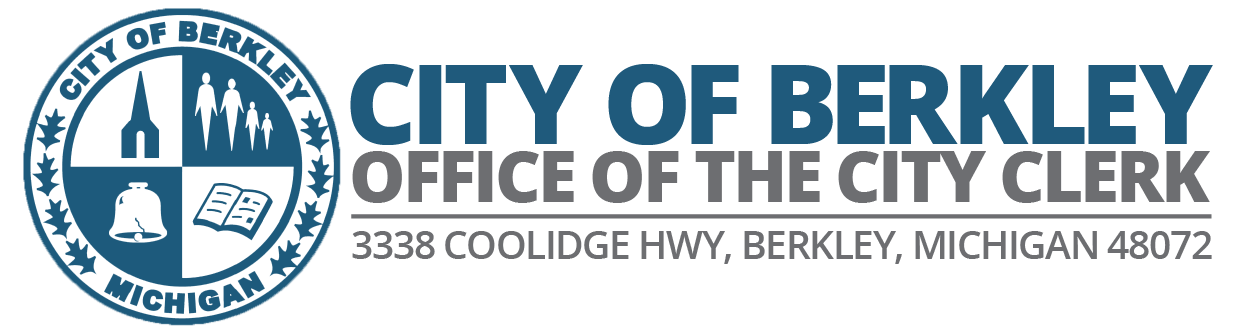 CITY OF BERKLEY
MICHIGAN
CITY OF BERKLEY
OFFICE OF THE CITY CLERK
3338 COOLIDGE HWY, BERKLEY, MICHIGAN 48072